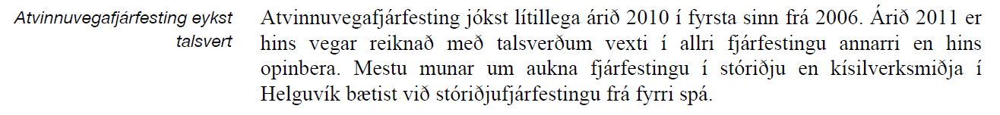 Atvinnuvegafjárfesting eykst
talsvert
Atvinnuvegafjárfesting jókst lítillega árið 2010 í fyrsta sinn frá 2006. Árið 2011 er
hins vegar reiknað með talsverðum vexti í allri fjárfestingu annarri en hins
opinbera. Mestu munar um aukna fjárfestingu í stóriðju en kísilverksmiðja í
Helguvík bætist við stóriðjufjárfestingu frá fyrri spá.